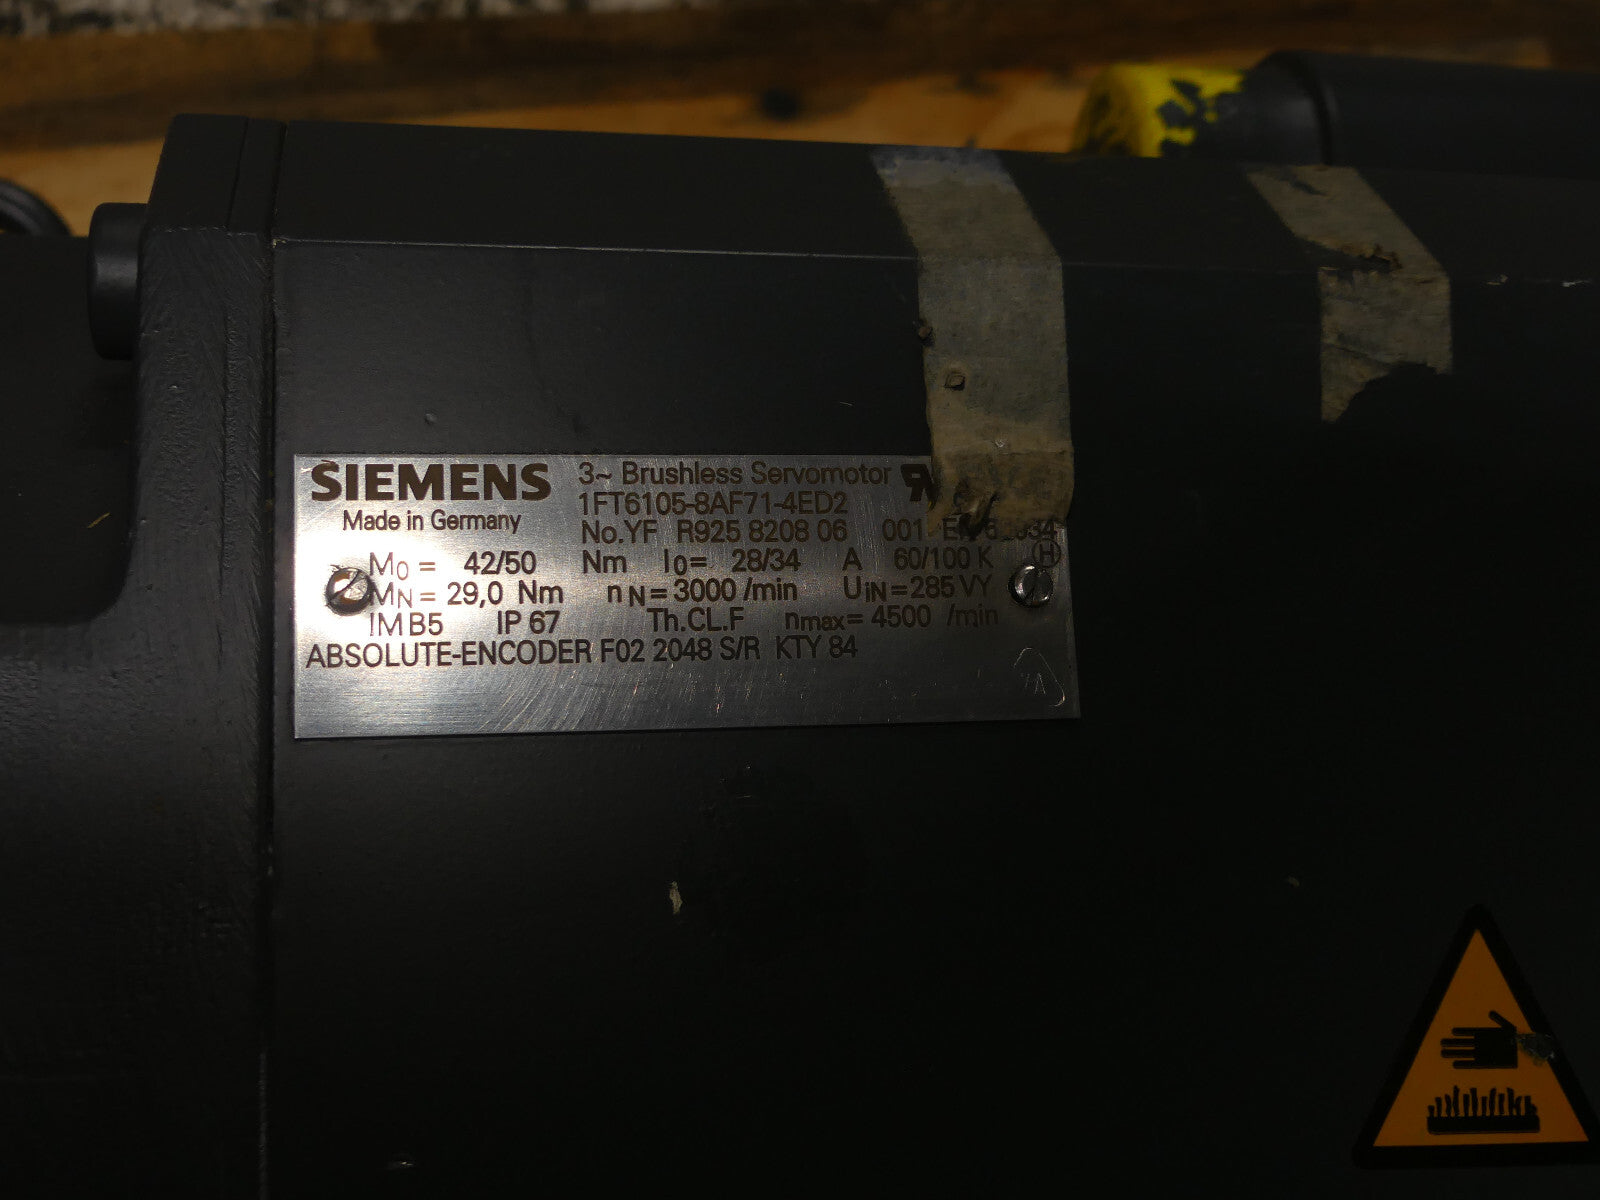 SIEMENS 3~ Brushless Servomotor
1FT6105-8AF71-4ED2
Made in Germany
No.YF R925 8208 06 001
M0 = 42/50 Nm I0= 28/34 A 60/100 K
MN = 29,0 Nm nN = 3000 /min UiN=285 VY
IM B5 IP 67 Th.CL.F nmax= 4500 /min
ABSOLUTE-ENCODER F02 2048 S/R KTY 84